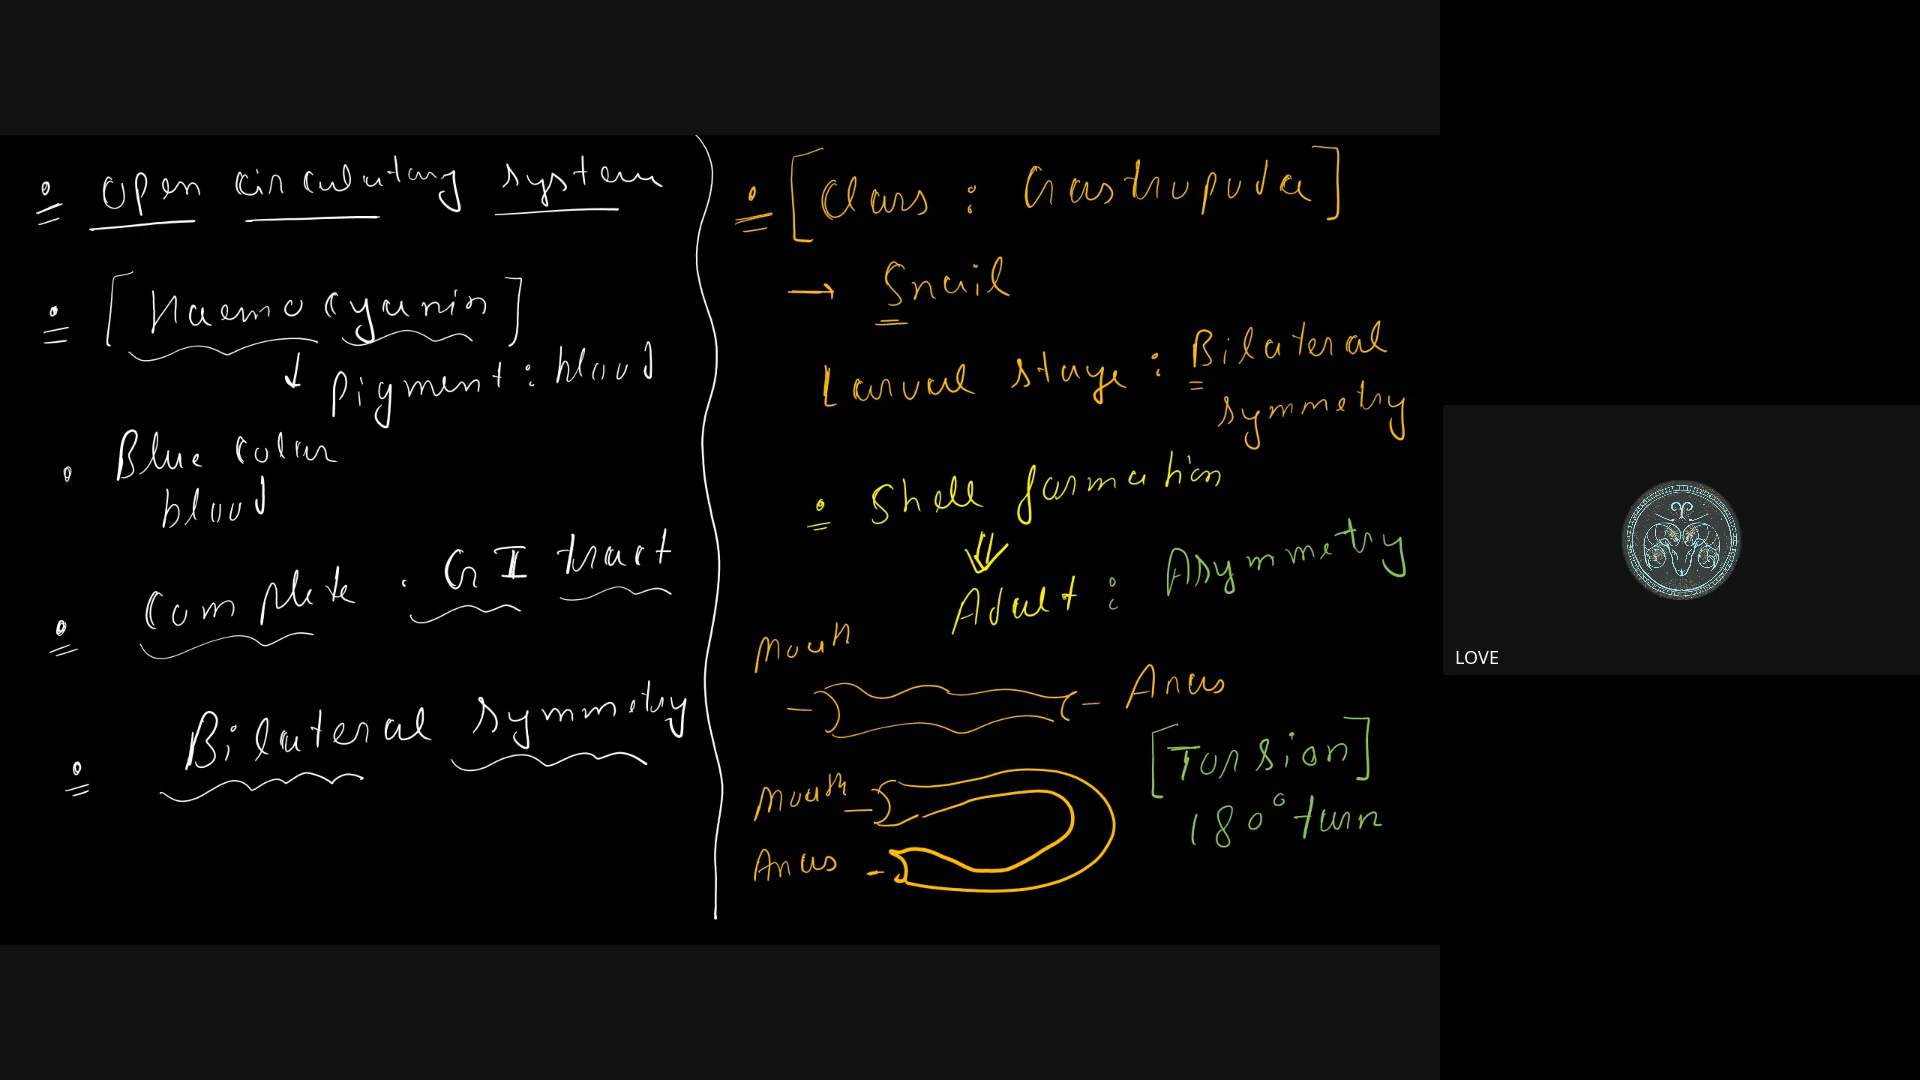 Open circulatory system
[Haemocyanin]
↓ Pigment : blood
• Blue colour
blood
Complete . GI tract
Bilateral symmetry
[Class : Gastropoda]
→ Snail
Larval stage : Bilateral
symmetry
Shell formation
Adult : Asymmetry
Mouth
Anus
[Torsion]
180° turn
Mouth
Anus
LOVE